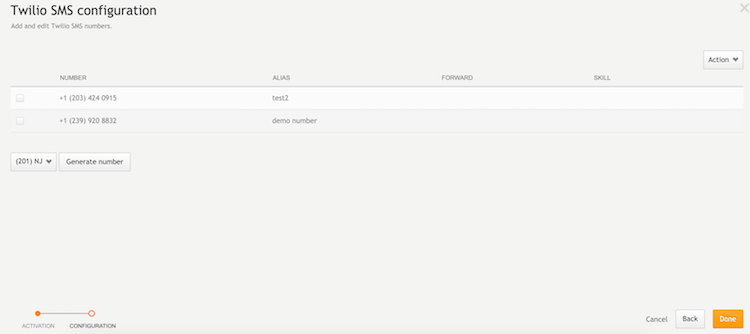 Twilio SMS configuration
Add and edit Twilio SMS numbers.
Action
NUMBER ALIAS FORWARD SKILL
+1 (203) 424 0915 test2
+1 (239) 920 8832 demo number
(201) NJ Generate number
ACTIVATION CONFIGURATION
Cancel Back Done